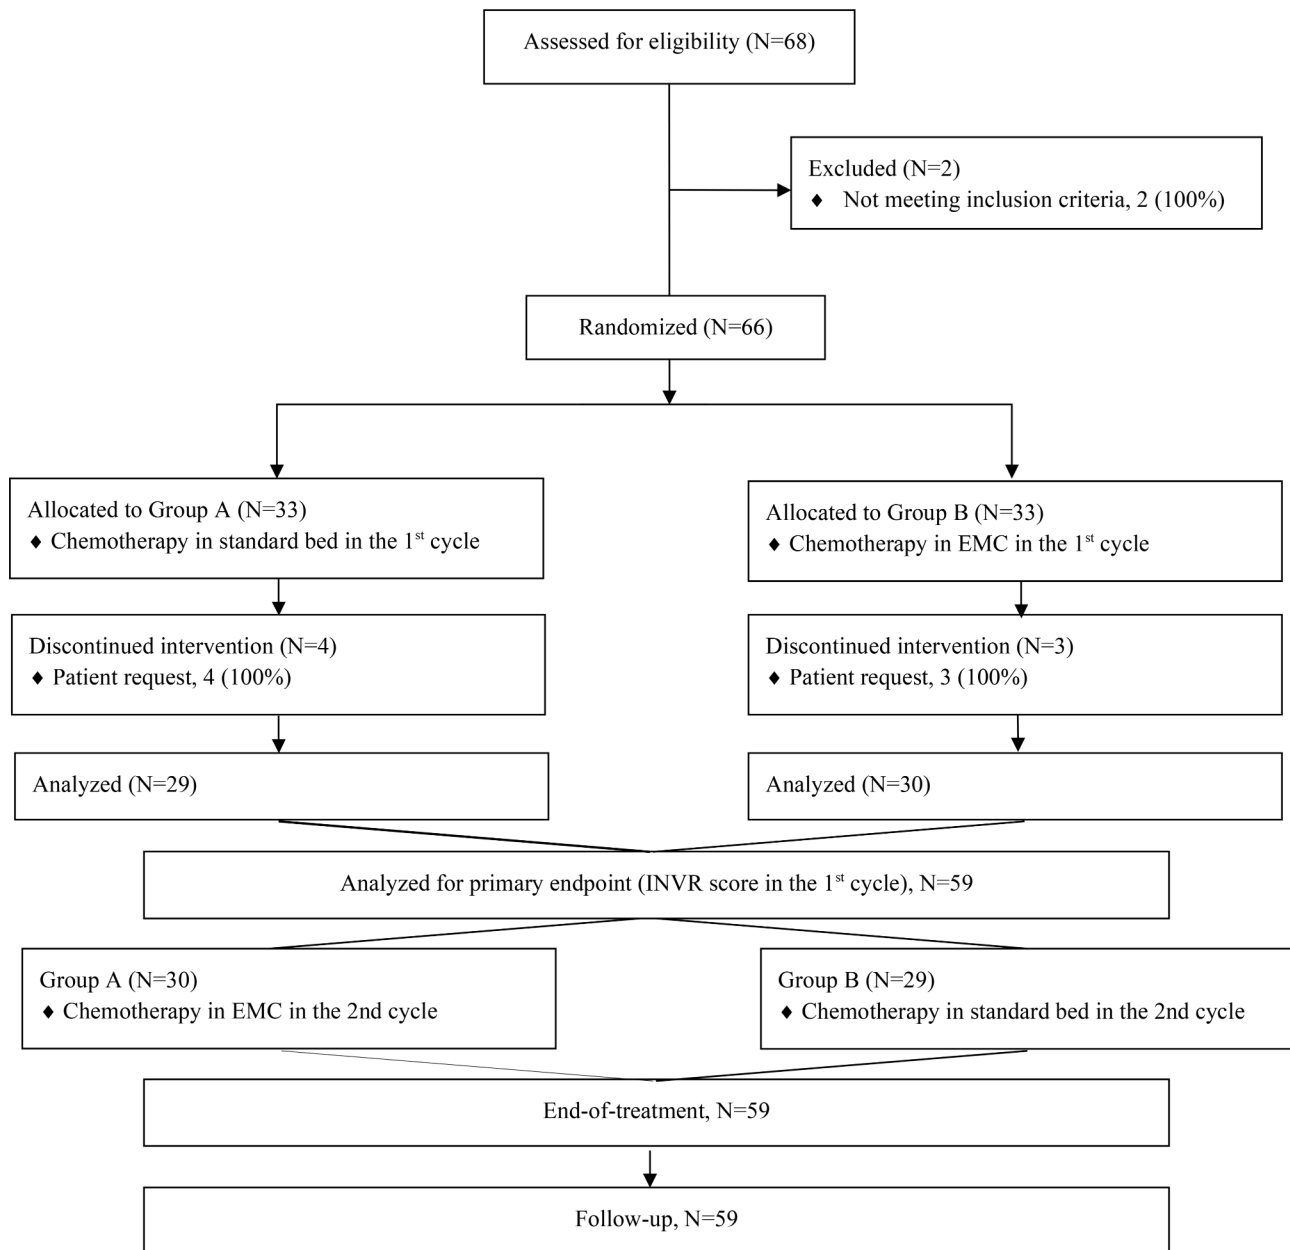 Assessed for eligibility (N=68)
Excluded (N=2)
♦ Not meeting inclusion criteria, 2 (100%)
Randomized (N=66)
Allocated to Group A (N=33)
♦ Chemotherapy in standard bed in the 1st cycle
Allocated to Group B (N=33)
♦ Chemotherapy in EMC in the 1st cycle
Discontinued intervention (N=4)
♦ Patient request, 4 (100%)
Discontinued intervention (N=3)
♦ Patient request, 3 (100%)
Analyzed (N=29)
Analyzed (N=30)
Analyzed for primary endpoint (INVR score in the 1st cycle), N=59
Group A (N=30)
♦ Chemotherapy in EMC in the 2nd cycle
Group B (N=29)
♦ Chemotherapy in standard bed in the 2nd cycle
End-of-treatment, N=59
Follow-up, N=59